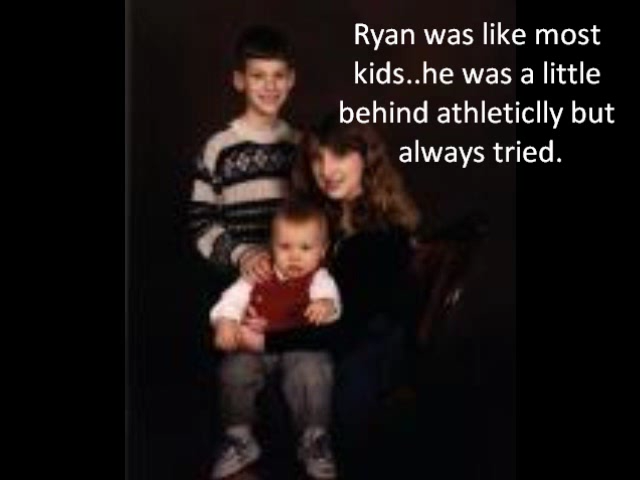 Ryan was like most
kids..he was a little
behind athleticlly but
always tried.